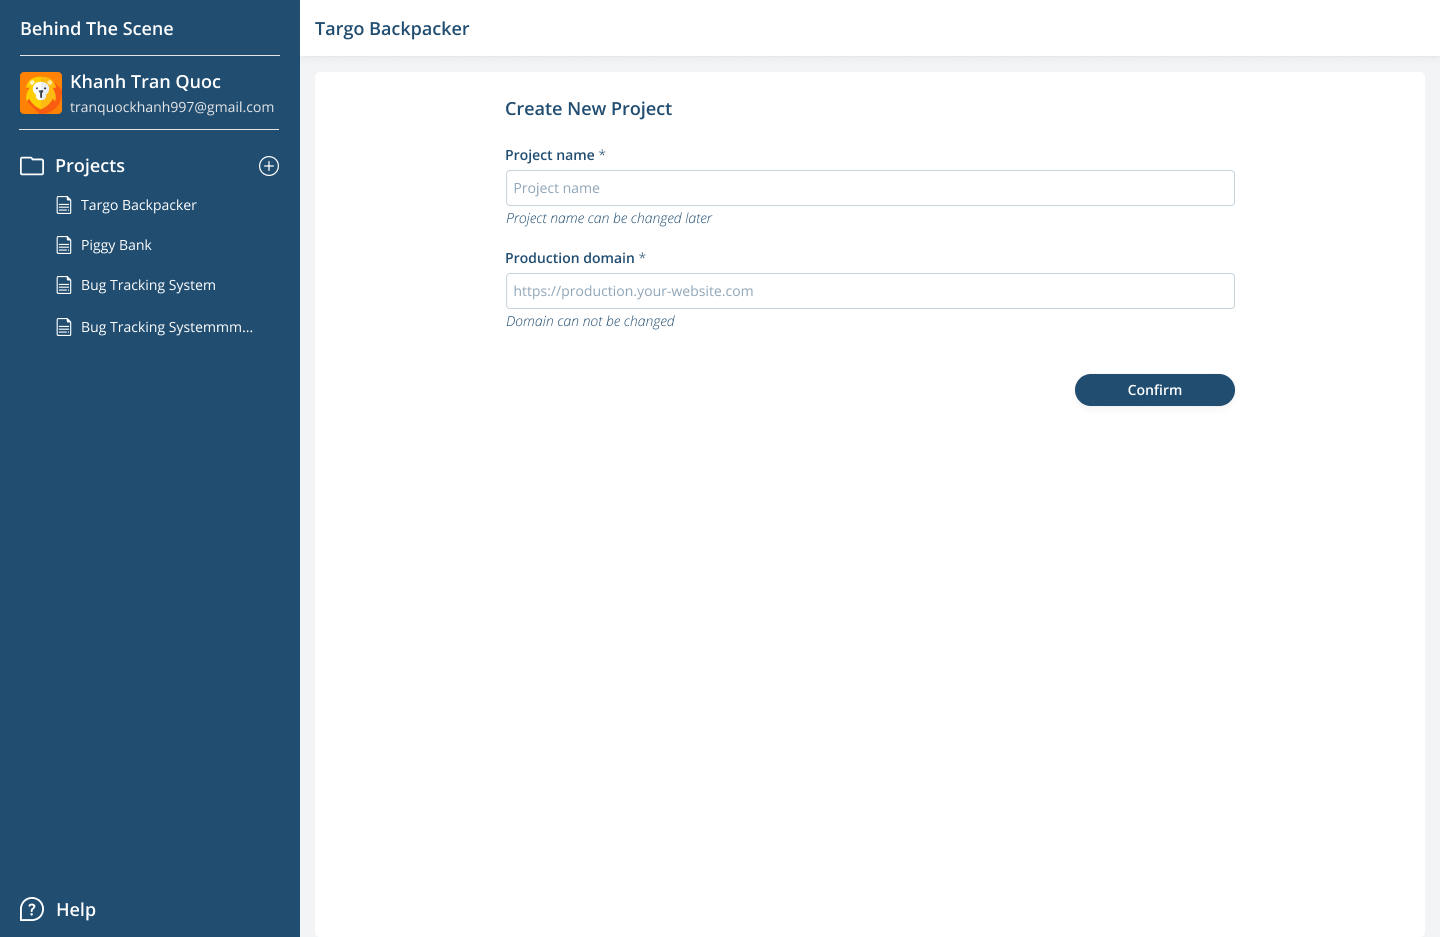 Behind The Scene
Khanh Tran Quoc
tranquockhanh997@gmail.com
Projects
Targo Backpacker
Piggy Bank
Bug Tracking System
Bug Tracking Systemmm...
Help
Targo Backpacker
Create New Project
Project name *
Project name
Project name can be changed later
Production domain *
https://production.your-website.com
Domain can not be changed
Confirm